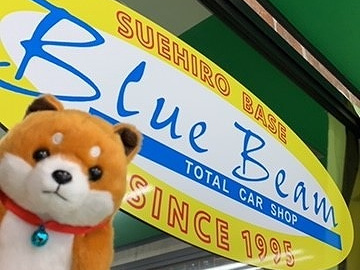 SUEHIRO BASE
Blue Beam
TOTAL CAR SHOP
SINCE 1995